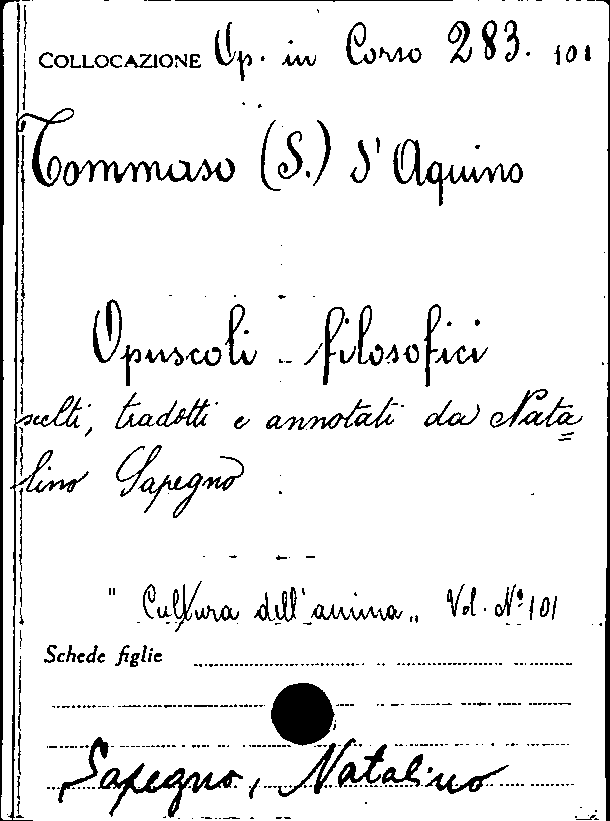 COLLOCAZIONE Op. in Corso 283. 101
Tommaso (S.) d'Aquino
Opuscoli filosofici
scelti, tradotti e annotati da Nata=
lino Sapegno
" Cultura dell'anima „ Vol. Nº 101
Schede figlie
Sapegno, Natalino